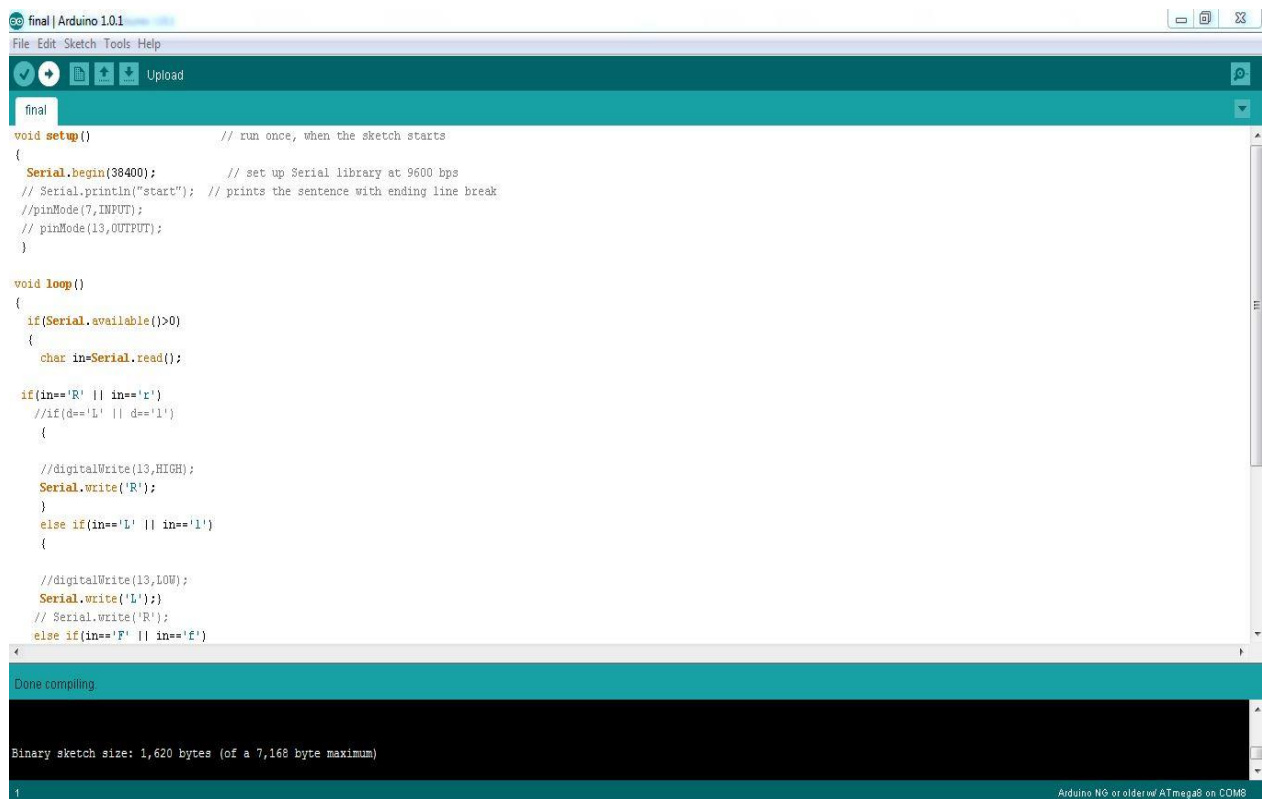 final | Arduino 1.0.1
File Edit Sketch Tools Help
Upload
final
void setup() // run once, when the sketch starts
{
Serial.begin(38400); // set up Serial library at 9600 bps
// Serial.println("start"); // prints the sentence with ending line break
//pinMode(7,INPUT);
// pinMode(13,OUTPUT);
}
void loop()
{
if(Serial.available()>0)
{
char in=Serial.read();
if(in=='R' || in=='r')
//if(d=='L' || d=='l')
{
//digitalWrite(13,HIGH);
Serial.write('R');
}
else if(in=='L' || in=='l')
{
//digitalWrite(13,LOW);
Serial.write('L');}
// Serial.write('R');
else if(in=='F' || in=='f')
Done compiling.
Binary sketch size: 1,620 bytes (of a 7,168 byte maximum)
1 Arduino NG or older w/ ATmega8 on COM8